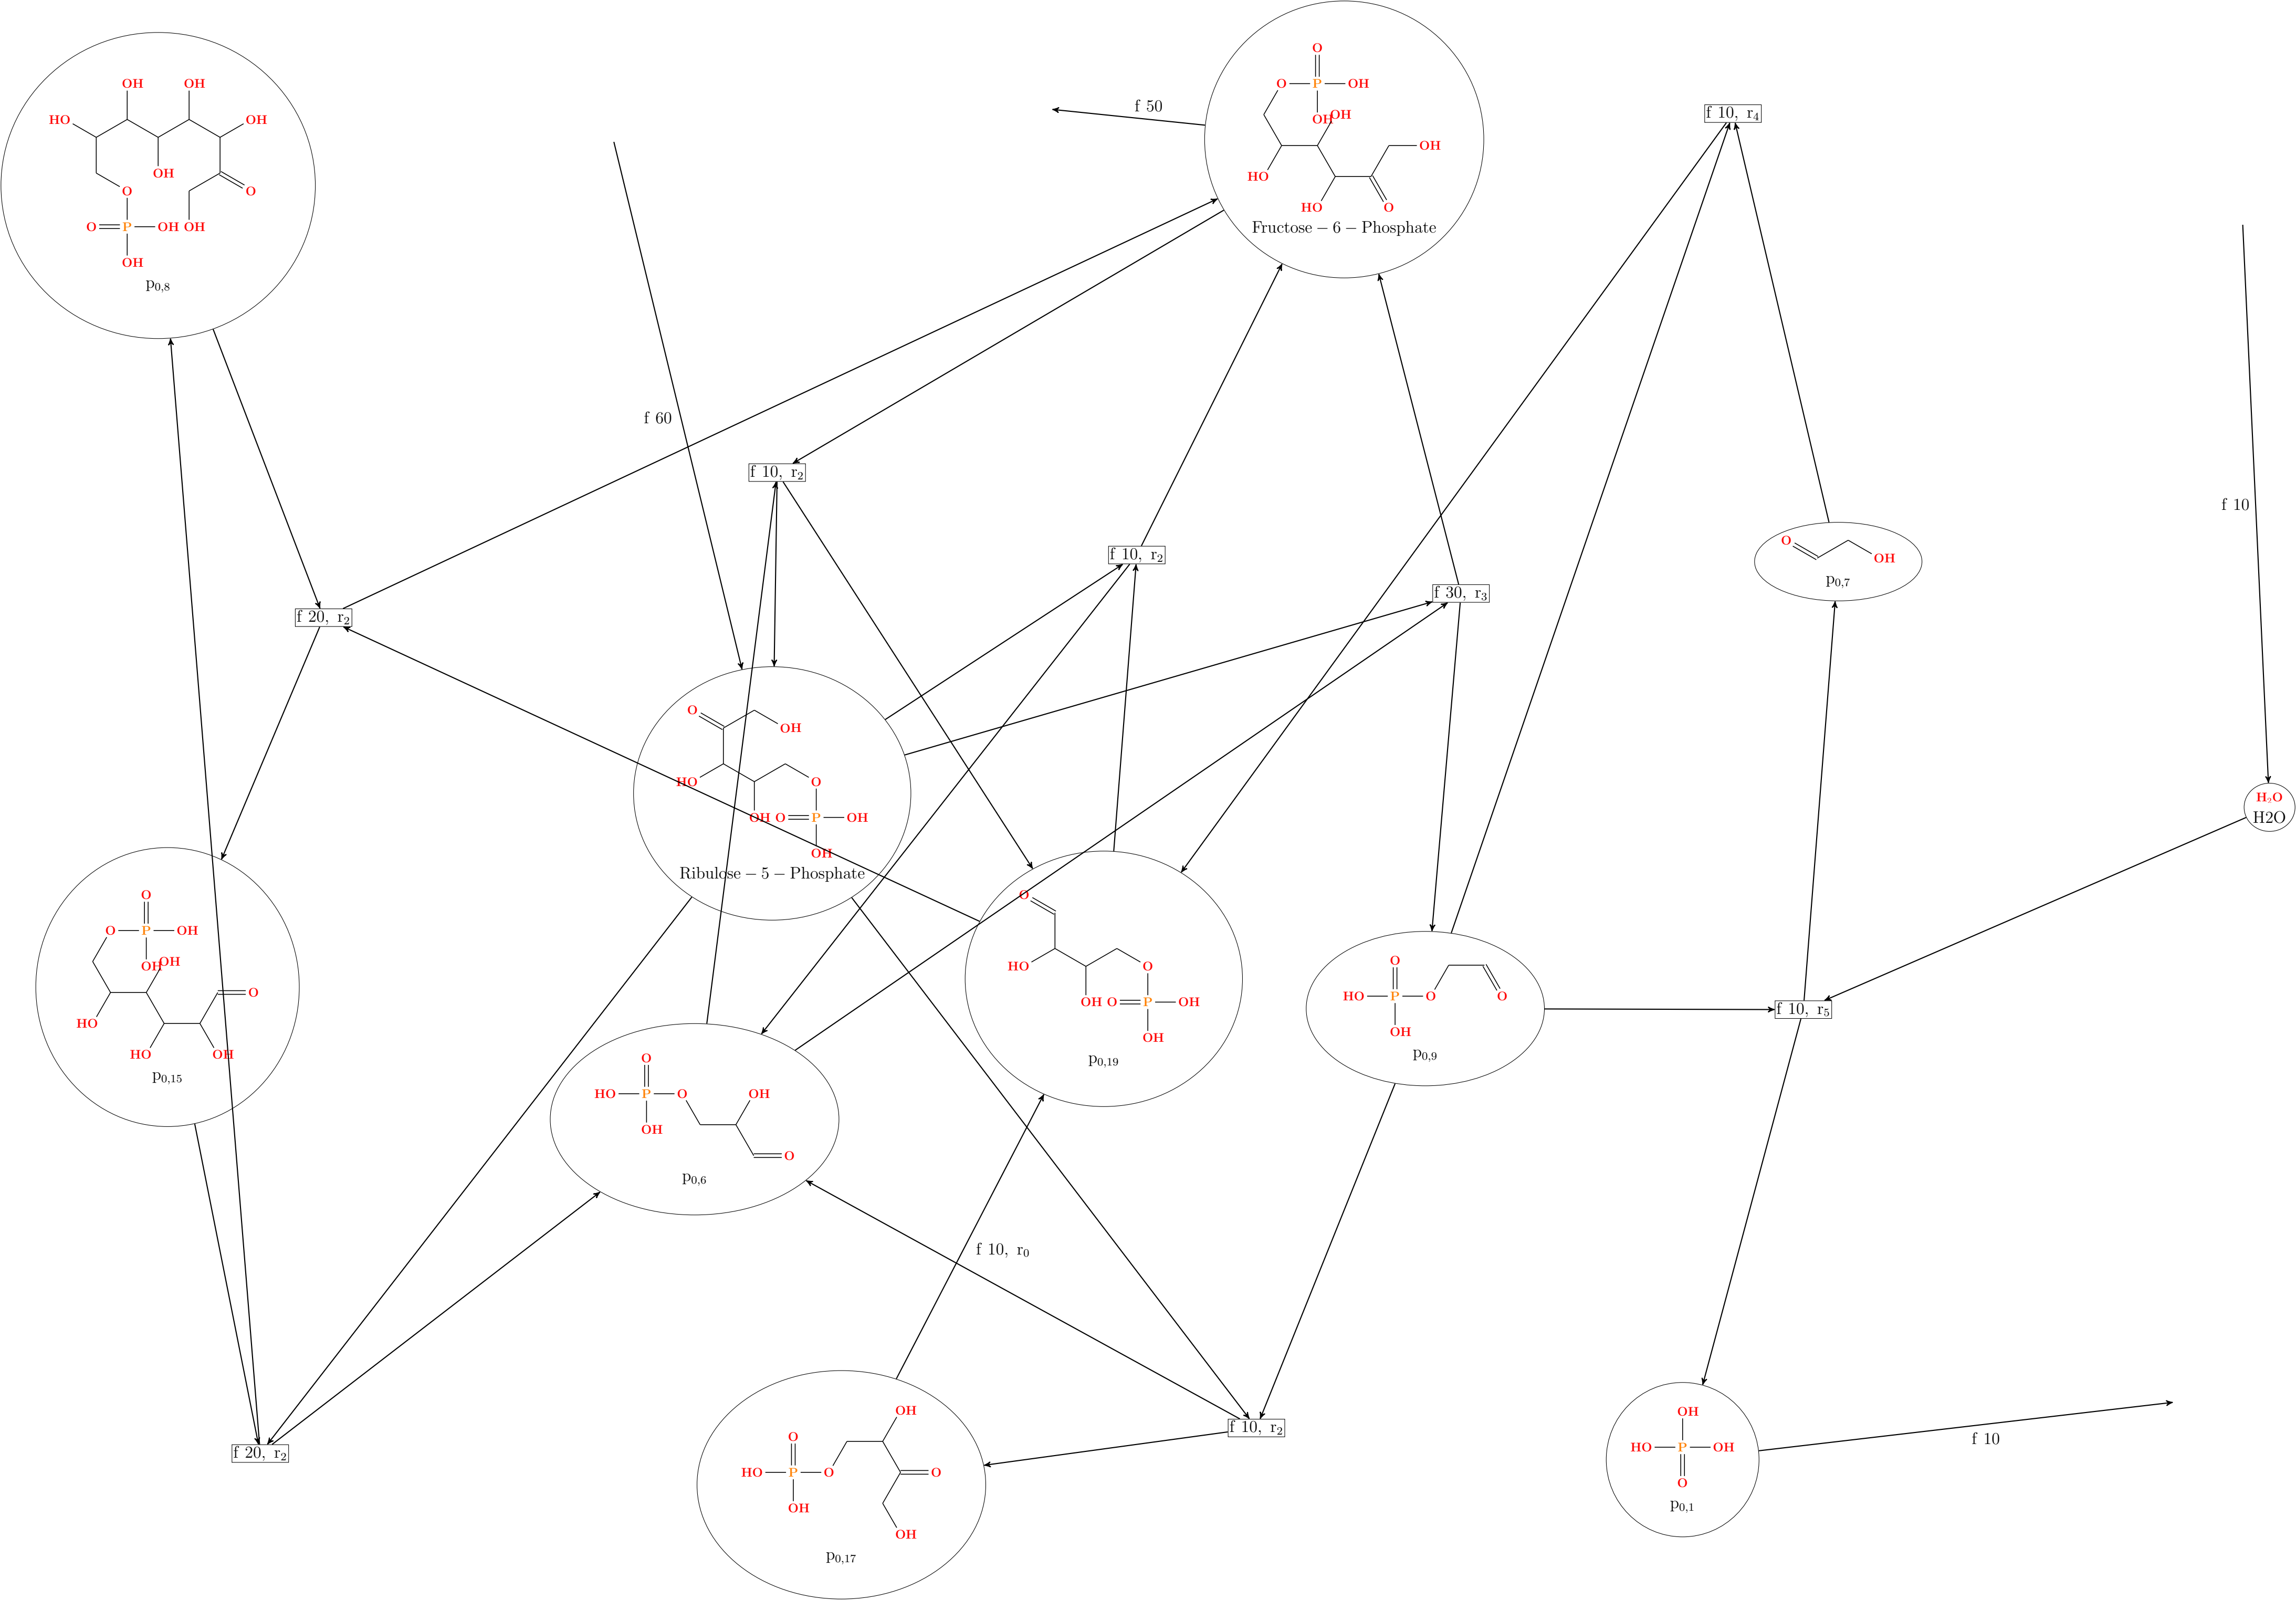 OH OH
HO OH
OH
O O
O P OH OH
OH
p0,8
O
O P OH
OH OH
OH
HO
HO O
Fructose − 6 − Phosphate
f 50
f 10, r4
f 60
f 10, r2
f 10, r2
f 10
O OH
p0,7
f 30, r3
f 20, r2
O OH
HO O
OH O P OH
OH
Ribulose − 5 − Phosphate
H₂O
H2O
O
O P OH
OH OH
O
HO
HO OH
p0,15
O
HO O
OH O P OH
OH
p0,19
O
HO P O O
OH
p0,9
f 10, r5
O
HO P O OH
OH
O
p0,6
f 10, r0
OH
O
HO P O O
OH
OH
p0,17
f 10, r2
f 20, r2
OH
HO P OH
O
p0,1
f 10